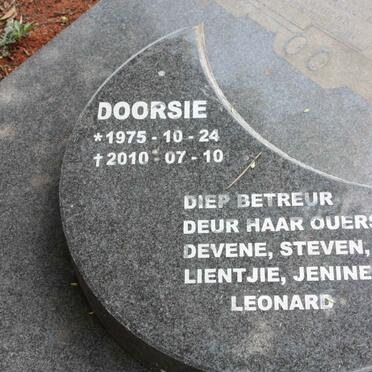 DOORSIE
*1975 - 10 - 24
†2010 - 07 - 10
DIEP BETREUR
DEUR HAAR OUERS
DEVENE, STEVEN,
LIENTJIE, JENINE
LEONARD